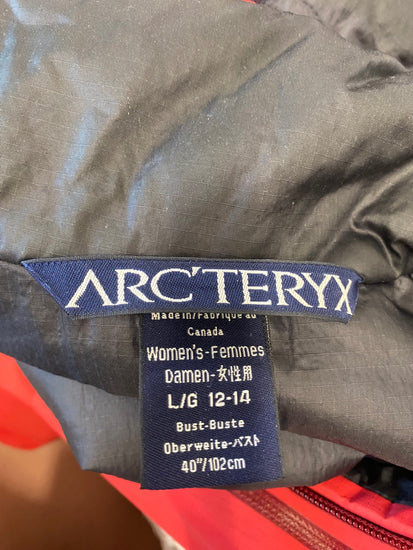 ARC'TERYX
Made in/Fabriqué au
Canada
Women's-Femmes
Damen-女性用
L/G 12-14
Bust-Buste
Oberweite-バスト
40"/102cm